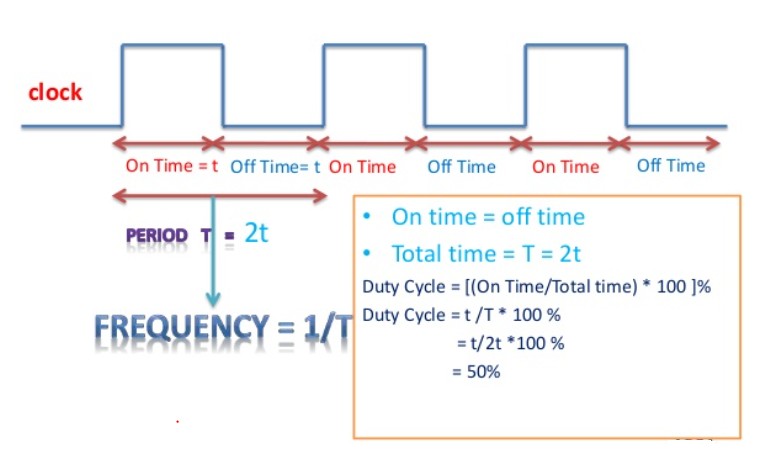 clock
On Time = t Off Time= t On Time Off Time On Time Off Time
PERIOD T = 2t
FREQUENCY = 1/T
• On time = off time
• Total time = T = 2t
Duty Cycle = [(On Time/Total time) * 100 ]%
Duty Cycle = t /T * 100 %
= t/2t *100 %
= 50%